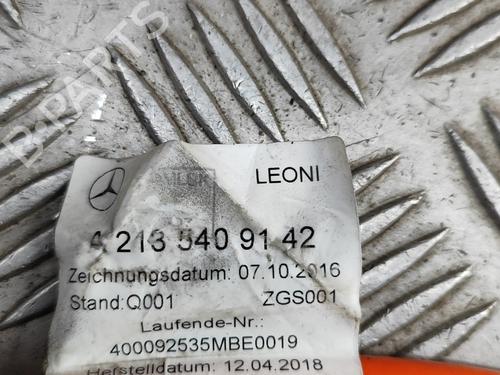 B-PARTS
LEONI
A 213 540 91 42
Zeichnungsdatum: 07.10.2016
Stand:Q001 ZGS001
Laufende-Nr.:
400092535MBE0019
Herstelldatum: 12.04.2018